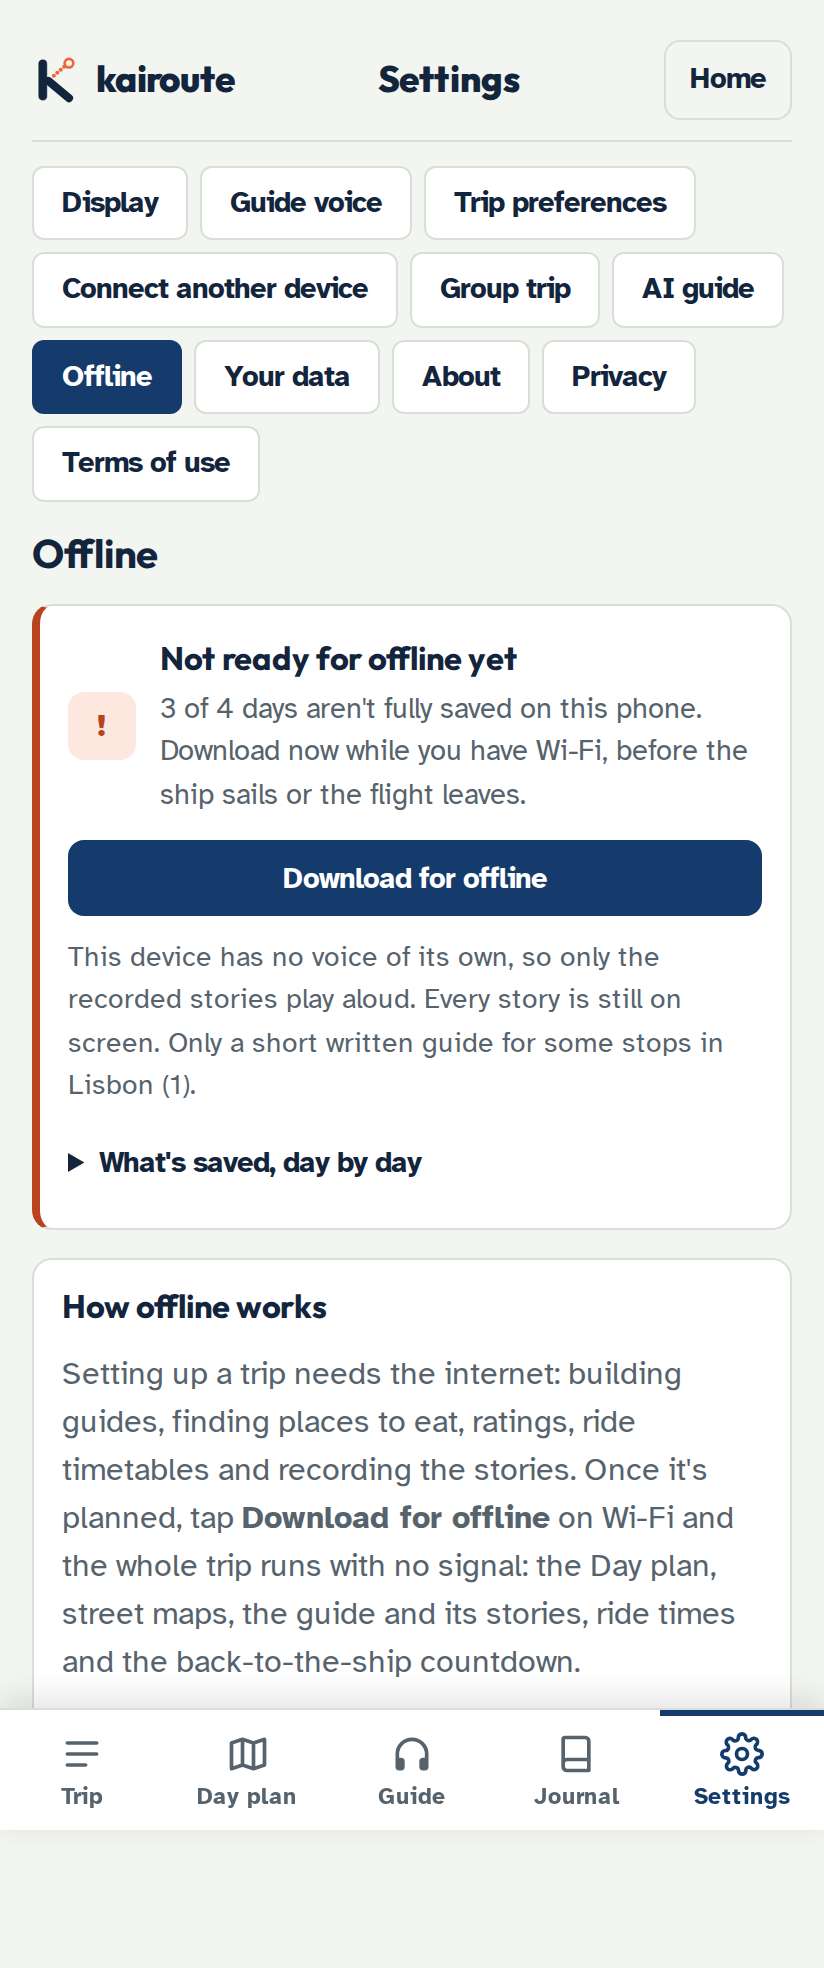 kairoute
Settings
Home
Display
Guide voice
Trip preferences
Connect another device
Group trip
AI guide
Offline
Your data
About
Privacy
Terms of use
Offline
Not ready for offline yet
!
3 of 4 days aren't fully saved on this phone.
Download now while you have Wi-Fi, before the
ship sails or the flight leaves.
Download for offline
This device has no voice of its own, so only the
recorded stories play aloud. Every story is still on
screen. Only a short written guide for some stops in
Lisbon (1).
What's saved, day by day
How offline works
Setting up a trip needs the internet: building
guides, finding places to eat, ratings, ride
timetables and recording the stories. Once it's
planned, tap Download for offline on Wi-Fi and
the whole trip runs with no signal: the Day plan,
street maps, the guide and its stories, ride times
and the back-to-the-ship countdown.
Trip
Day plan
Guide
Journal
Settings